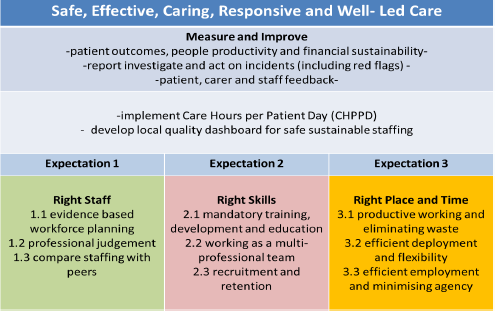 Safe, Effective, Caring, Responsive and Well- Led Care
Measure and Improve
-patient outcomes, people productivity and financial sustainability-
-report investigate and act on incidents (including red flags) -
-patient, carer and staff feedback-
-implement Care Hours per Patient Day (CHPPD)
- develop local quality dashboard for safe sustainable staffing
Expectation 1
Right Staff
1.1 evidence based
workforce planning
1.2 professional judgement
1.3 compare staffing with
peers
Expectation 2
Right Skills
2.1 mandatory training,
development and education
2.2 working as a multi-
professional team
2.3 recruitment and
retention
Expectation 3
Right Place and Time
3.1 productive working and
eliminating waste
3.2 efficient deployment
and flexibility
3.3 efficient employment
and minimising agency